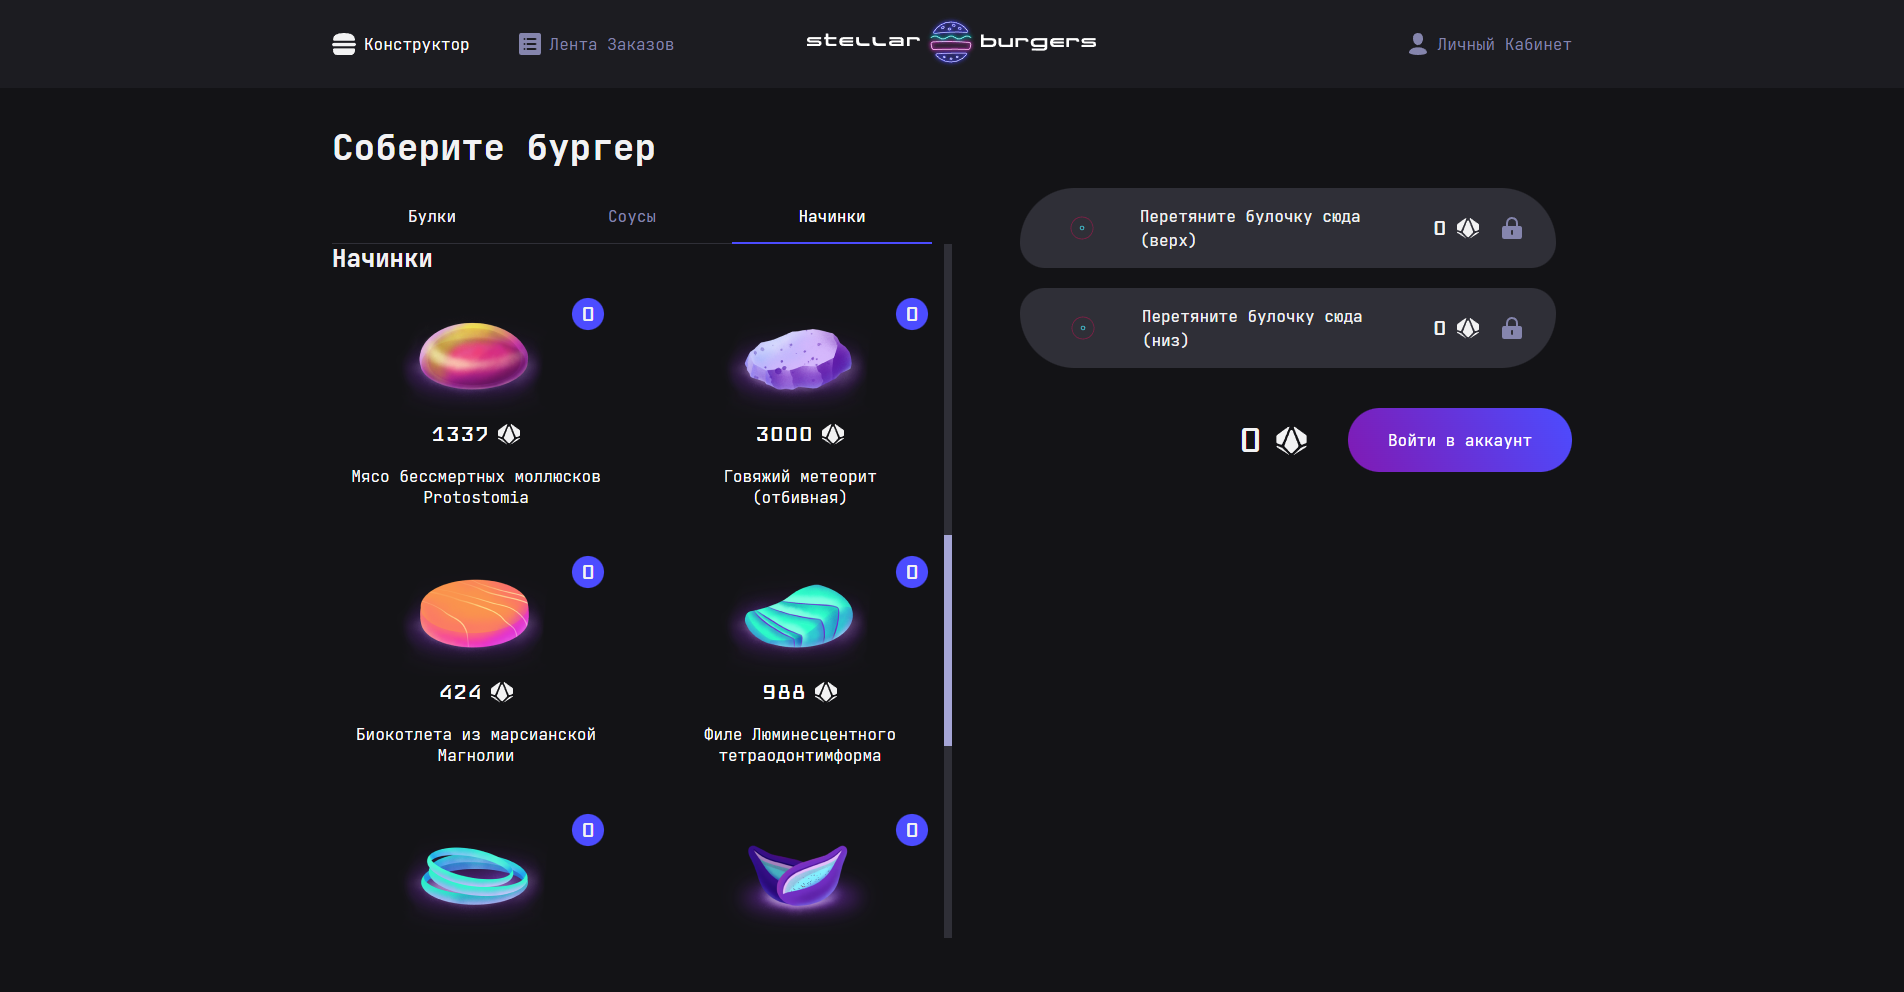 Конструктор
Лента Заказов
stellar burgers
Личный Кабинет
Соберите бургер
Булки
Соусы
Начинки
Начинки
0
0
1337
3000
Мясо бессмертных моллюсков
Protostomia
Говяжий метеорит
(отбивная)
0
0
424
988
Биокотлета из марсианской
Магнолии
Филе Люминесцентного
тетраодонтимформа
0
0
Перетяните булочку сюда
(верх)
0
Перетяните булочку сюда
(низ)
0
0
Войти в аккаунт